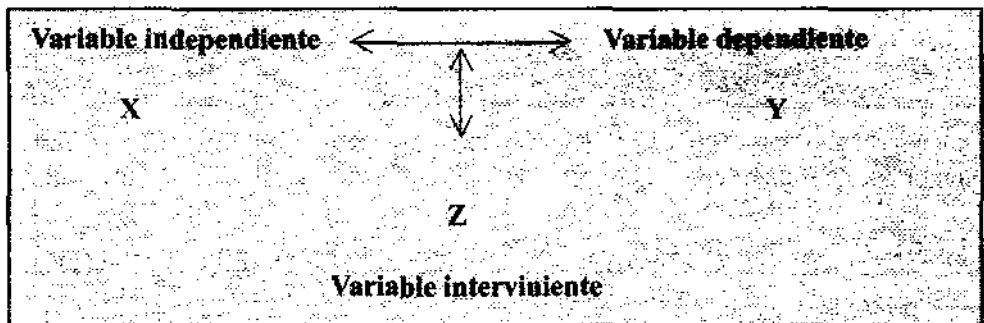 Variable independiente Variable dependiente
X Y
Z
Variable interviniente